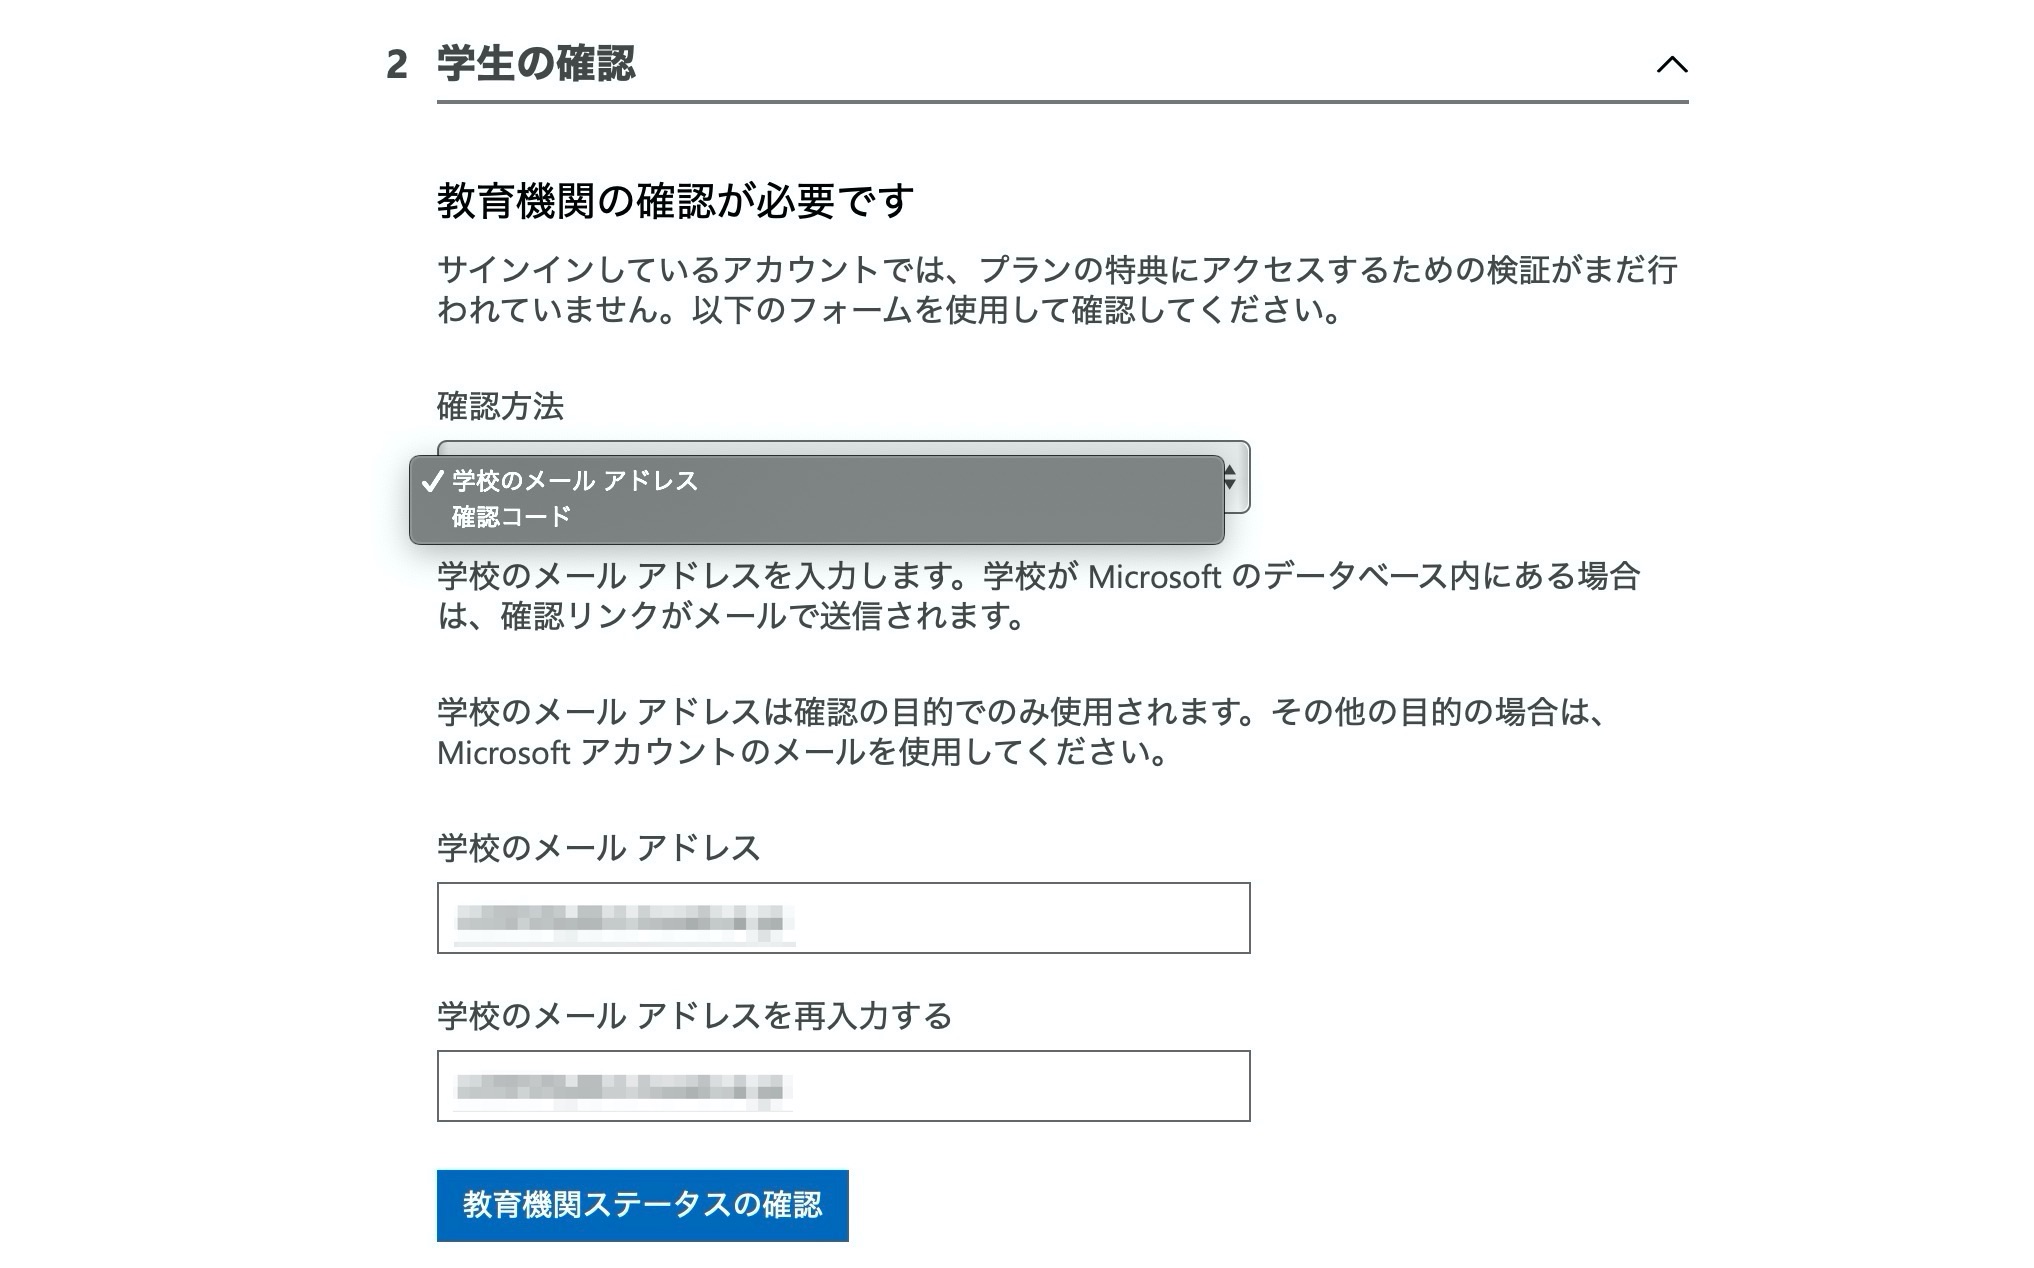 2 学生の確認
教育機関の確認が必要です
サインインしているアカウントでは、プランの特典にアクセスするための検証がまだ行
われていません。以下のフォームを使用して確認してください。
確認方法
✓ 学校のメール アドレス
確認コード
学校のメール アドレスを入力します。学校が Microsoft のデータベース内にある場合
は、確認リンクがメールで送信されます。
学校のメール アドレスは確認の目的でのみ使用されます。その他の目的の場合は、
Microsoft アカウントのメールを使用してください。
学校のメール アドレス
学校のメール アドレスを再入力する
教育機関ステータスの確認